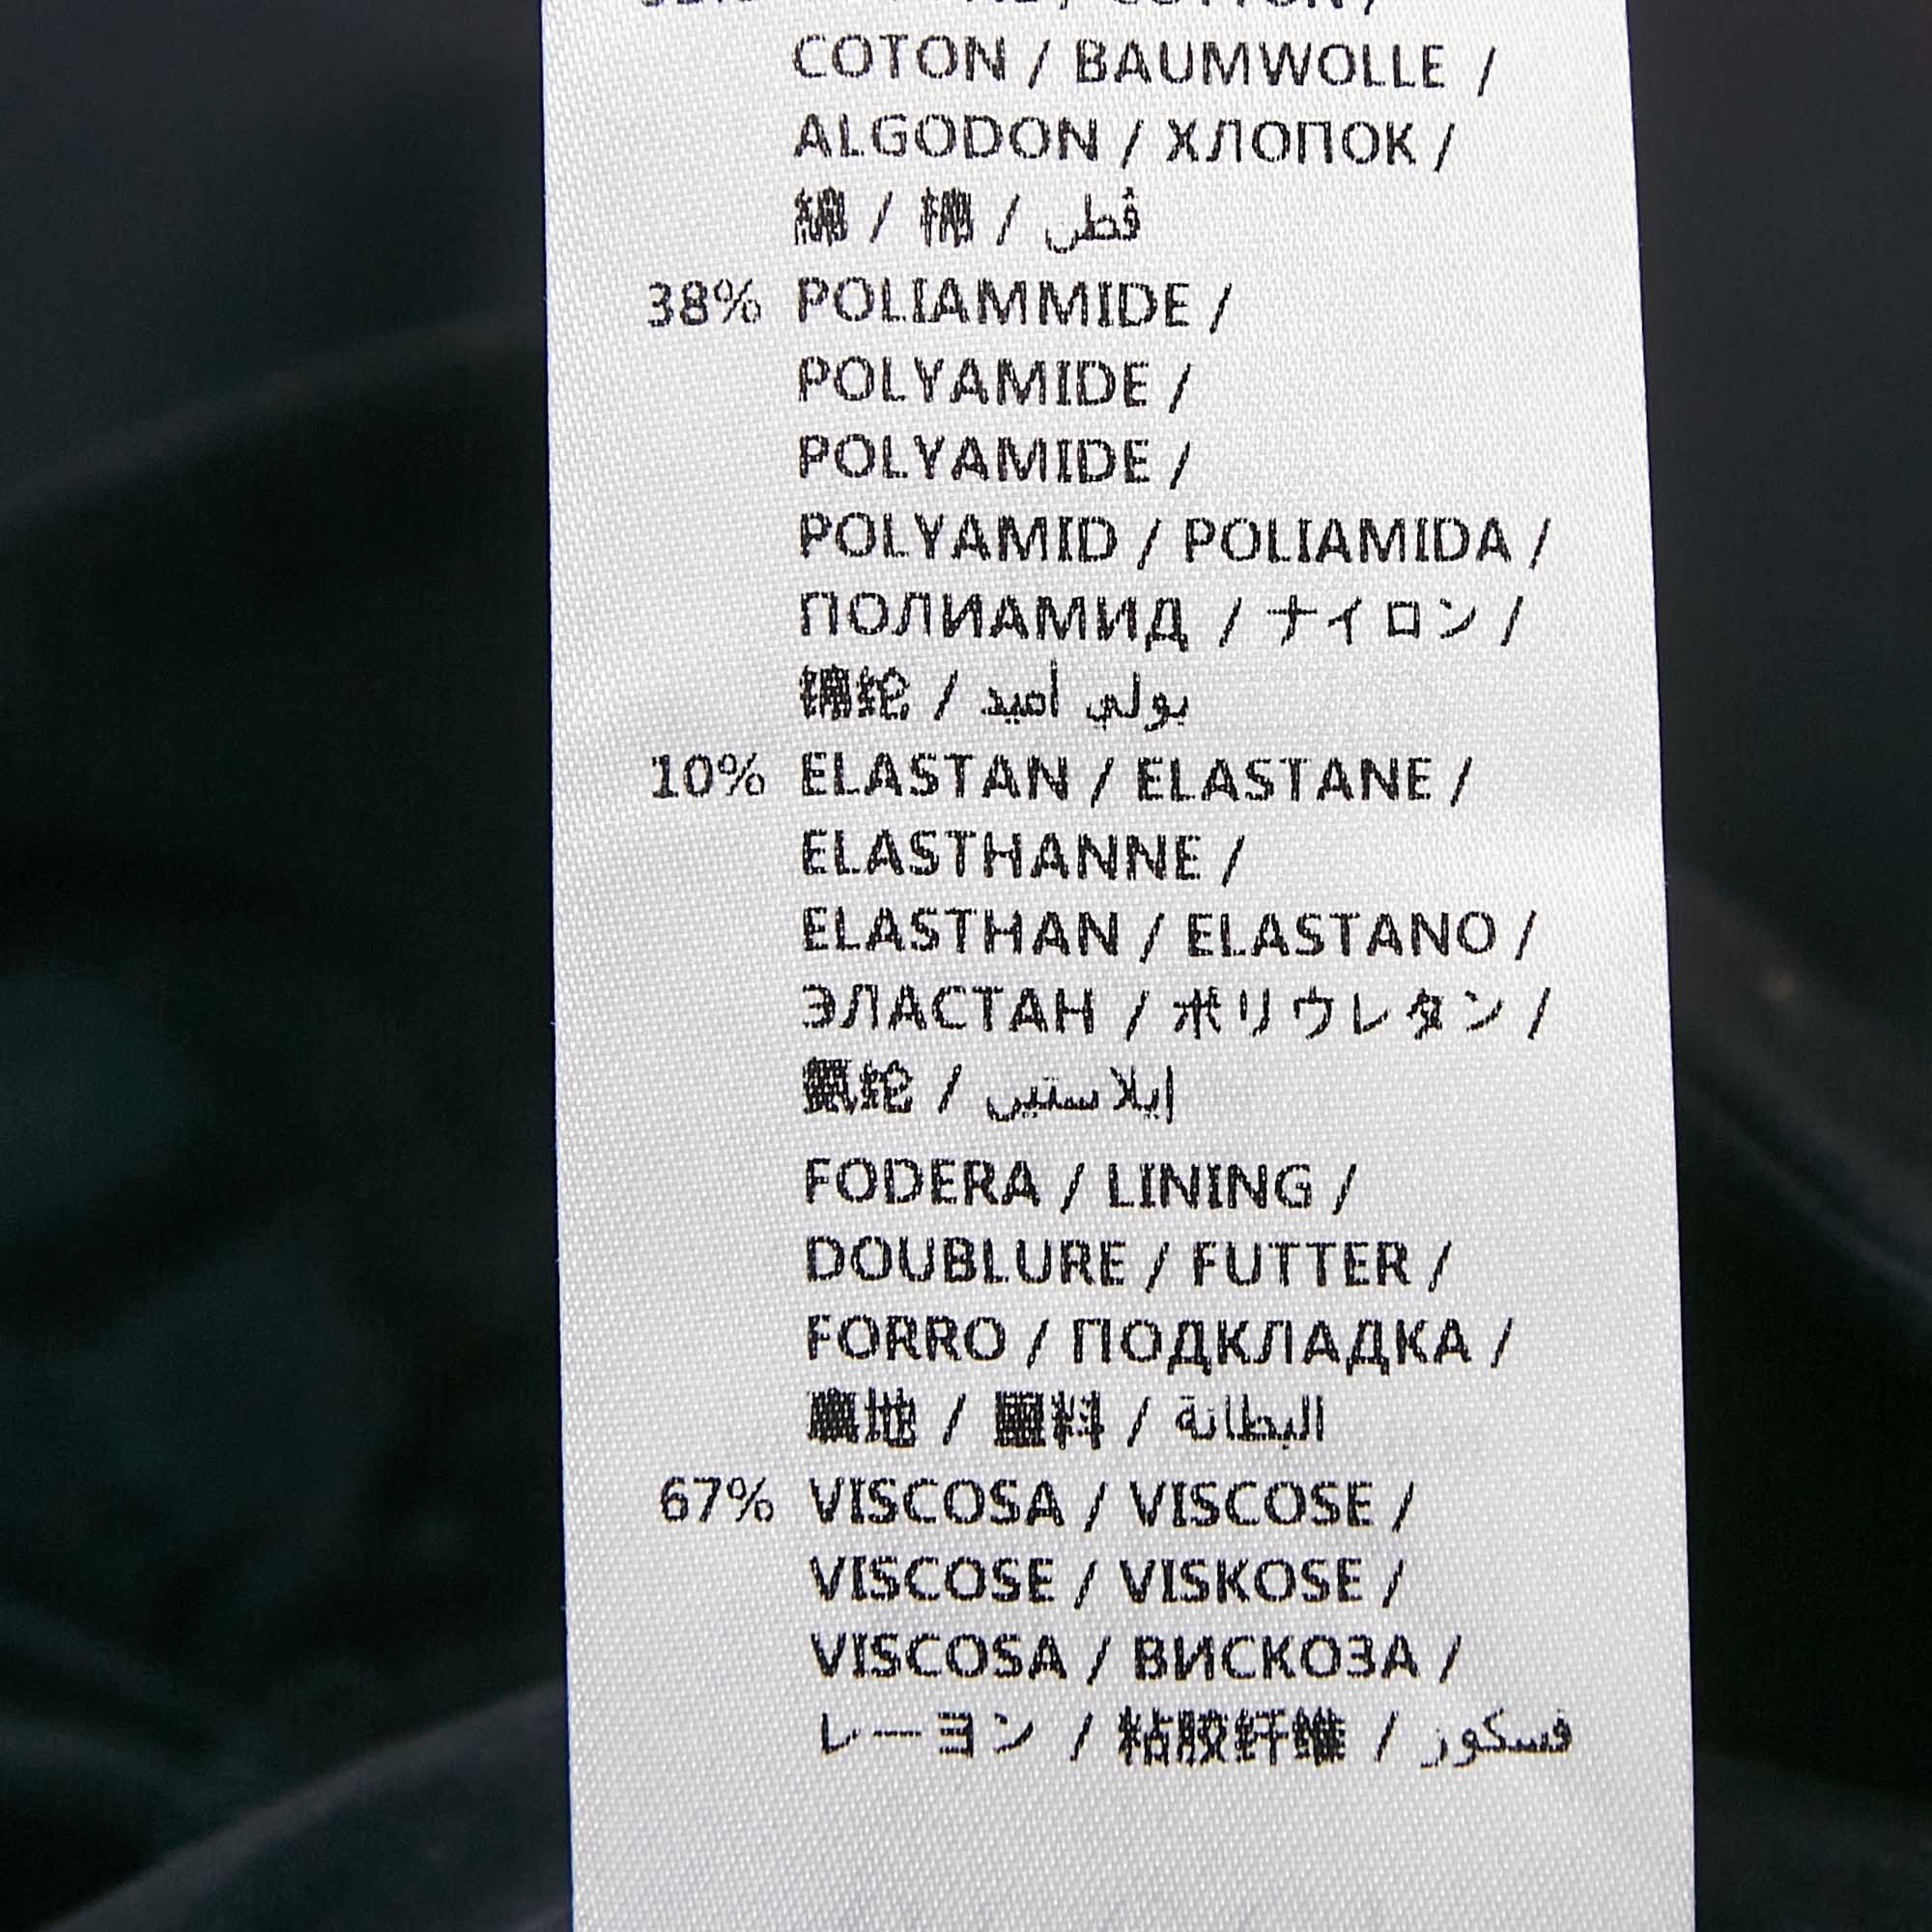 COTON / BAUMWOLLE /
ALGODON / ХЛОПОК /
綿 / 棉 / قطن
38% POLIAMMIDE /
POLYAMIDE /
POLYAMIDE /
POLYAMID / POLIAMIDA /
ПОЛИАМИД / ナイロン /
锦纶 / بولي أميد
10% ELASTAN / ELASTANE /
ELASTHANNE /
ELASTHAN / ELASTANO /
ЭЛАСТАН / ポリウレタン /
氨纶 / إيلاستين
FODERA / LINING /
DOUBLURE / FUTTER /
FORRO / ПОДКЛАДКА /
裏地 / 里料 / البطانة
67% VISCOSA / VISCOSE /
VISCOSE / VISKOSE /
VISCOSA / ВИСКОЗА /
レーヨン / 粘胶纤维 / فسكوز